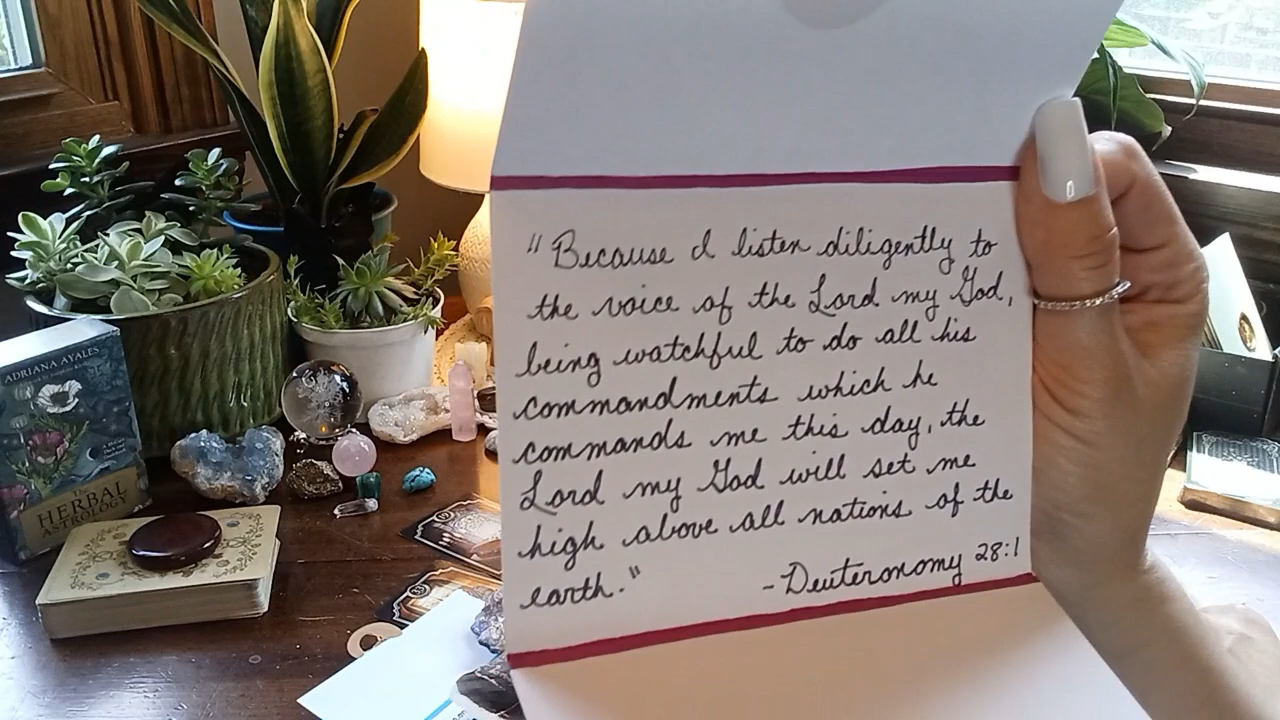 ADRIANA AYALES
The
HERBAL
ASTROLOGY
"Because I listen diligently to
the voice of the Lord my God,
being watchful to do all his
commandments which he
commands me this day, the
Lord my God will set me
high above all nations of the
earth."
-Deuteronomy 28:1